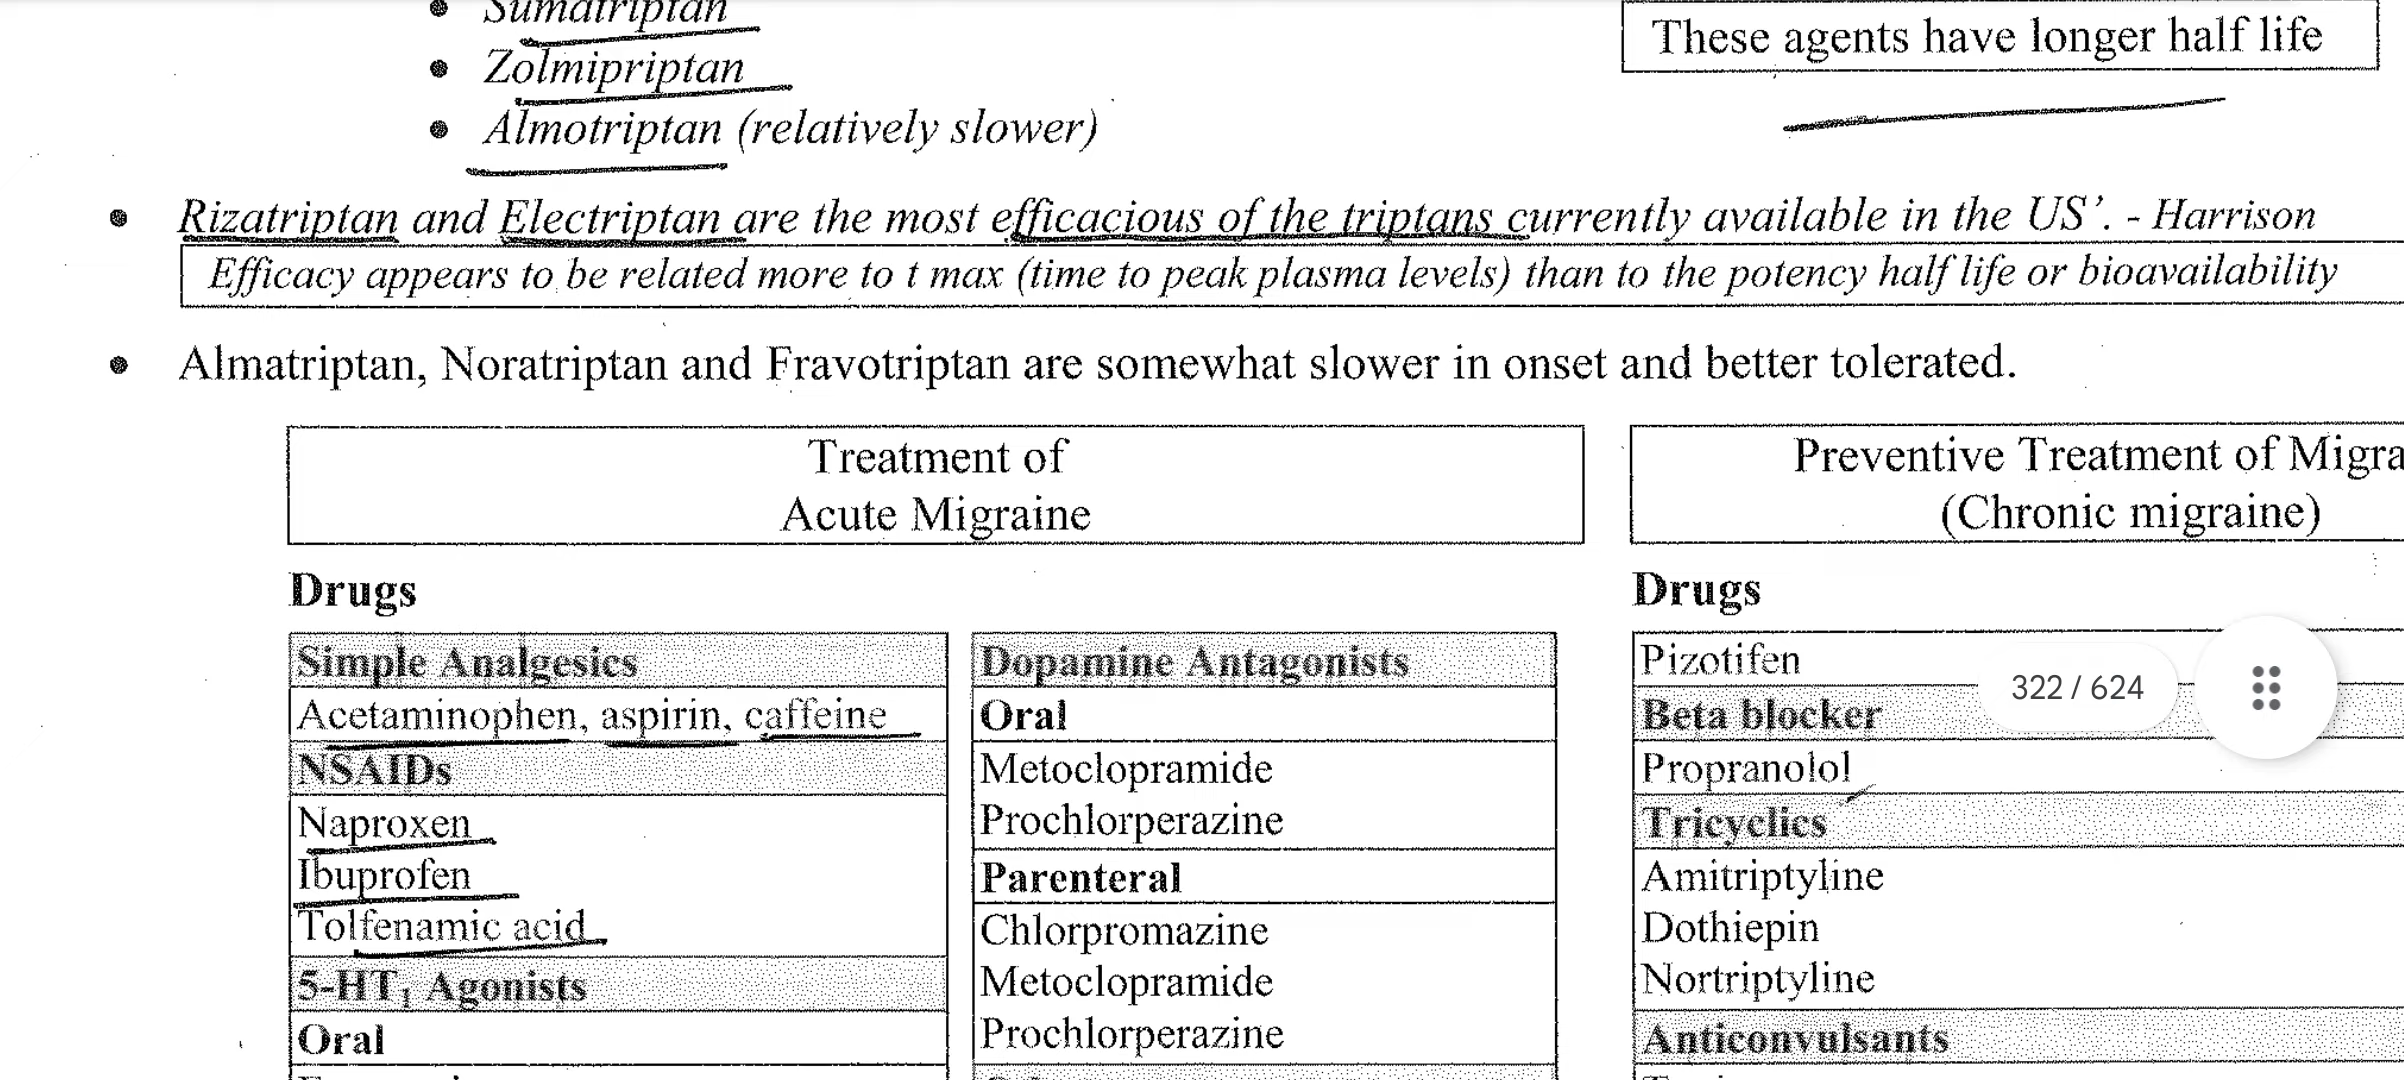 Sumatriptan
These agents have longer half life
Zolmipriptan
Almotriptan (relatively slower)
Rizatriptan and Electriptan are the most efficacious of the triptans currently available in the US’. - Harrison
Efficacy appears to be related more to t max (time to peak plasma levels) than to the potency half life or bioavailability
Almatriptan, Noratriptan and Fravotriptan are somewhat slower in onset and better tolerated.
Treatment of
Acute Migraine
Preventive Treatment of Migra
(Chronic migraine)
Drugs
Simple Analgesics
Acetaminophen, aspirin, caffeine
NSAIDs
Naproxen
Ibuprofen
Tolfenamic acid
5-HT₁ Agonists
Oral
Dopamine Antagonists
Oral
Metoclopramide
Prochlorperazine
Parenteral
Chlorpromazine
Metoclopramide
Prochlorperazine
Drugs
Pizotifen
Beta blocker
Propranolol
Tricyclics
Amitriptyline
Dothiepin
Nortriptyline
Anticonvulsants
322 / 624